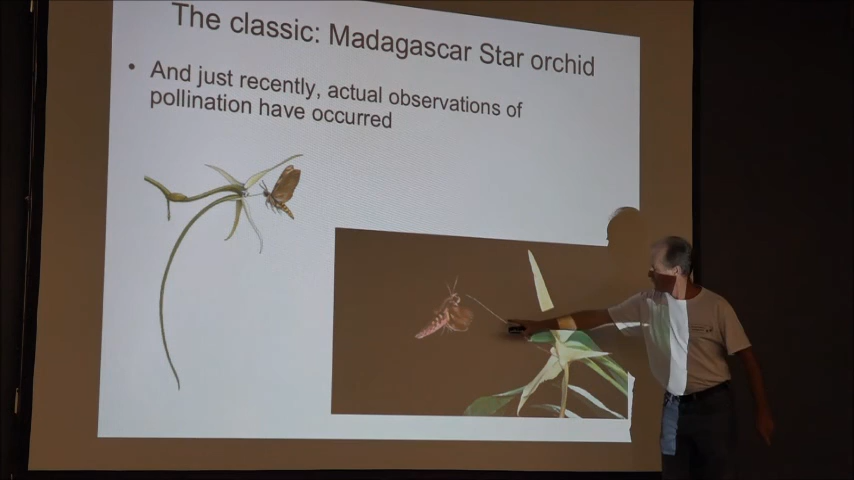 The classic: Madagascar Star orchid
• And just recently, actual observations of
pollination have occurred